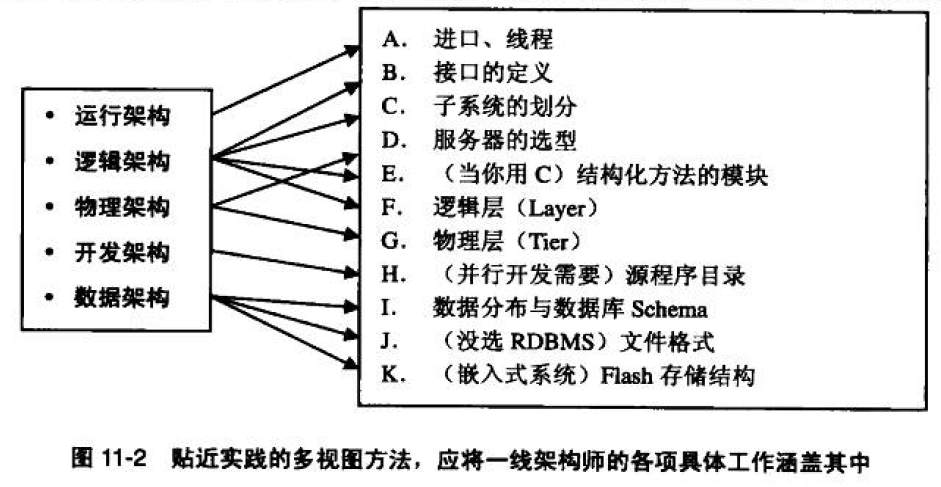 • 运行架构
• 逻辑架构
• 物理架构
• 开发架构
• 数据架构
A. 进口、线程
B. 接口的定义
C. 子系统的划分
D. 服务器的选型
E. （当你用 C）结构化方法的模块
F. 逻辑层（Layer）
G. 物理层（Tier）
H. （并行开发需要）源程序目录
I. 数据分布与数据库 Schema
J. （没选 RDBMS）文件格式
K. （嵌入式系统）Flash 存储结构
图 11-2 贴近实践的多视图方法，应将一线架构师的各项具体工作涵盖其中